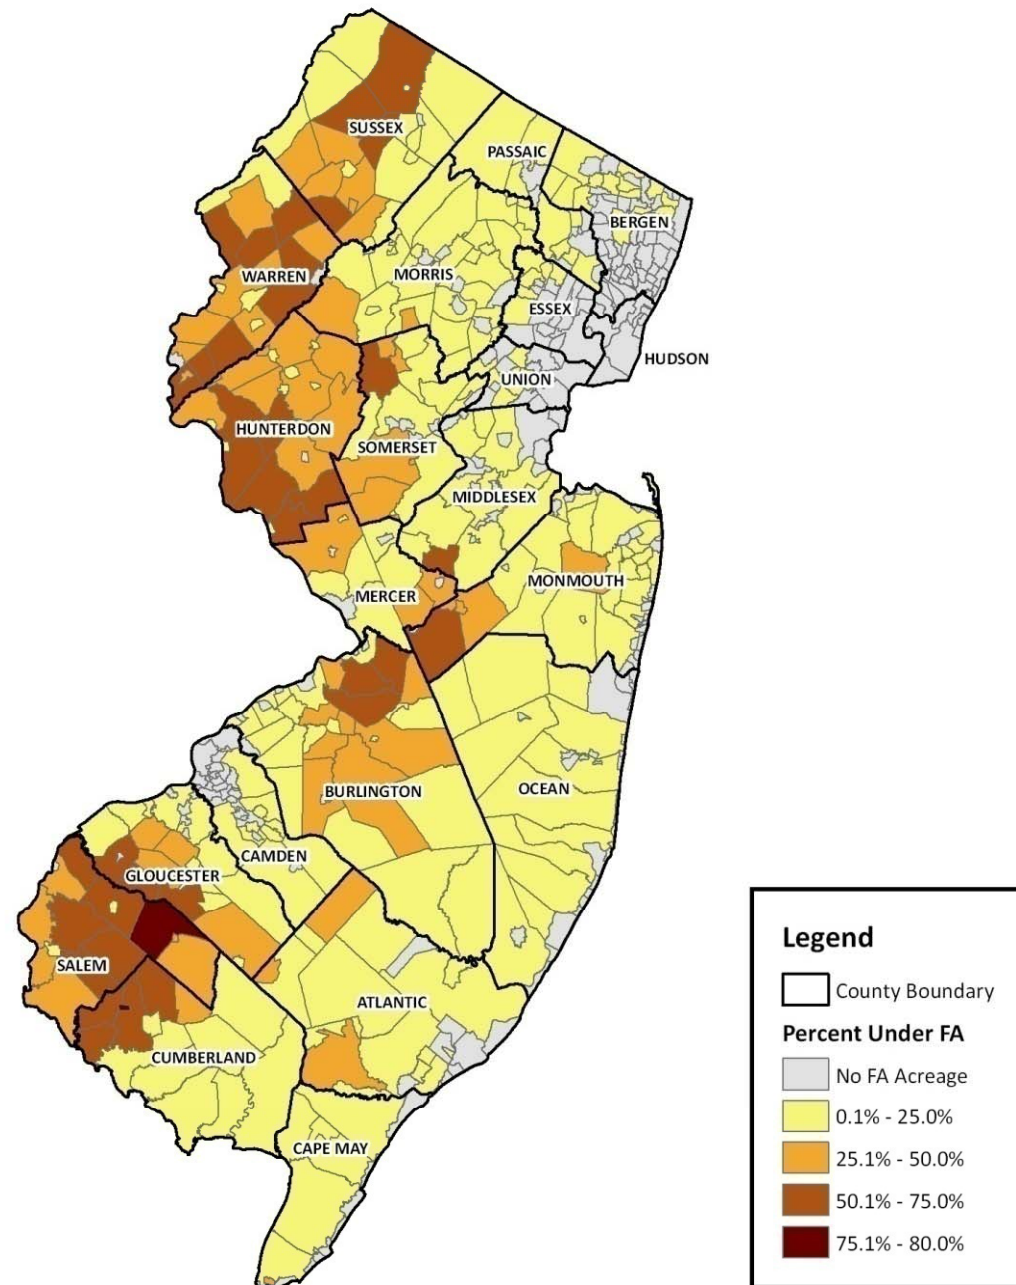 SUSSEX
PASSAIC
BERGEN
WARREN
MORRIS
ESSEX
HUDSON
UNION
HUNTERDON
SOMERSET
MIDDLESEX
MONMOUTH
MERCER
BURLINGTON
OCEAN
CAMDEN
GLOUCESTER
SALEM
ATLANTIC
CUMBERLAND
CAPE MAY
Legend
County Boundary
Percent Under FA
No FA Acreage
0.1% - 25.0%
25.1% - 50.0%
50.1% - 75.0%
75.1% - 80.0%